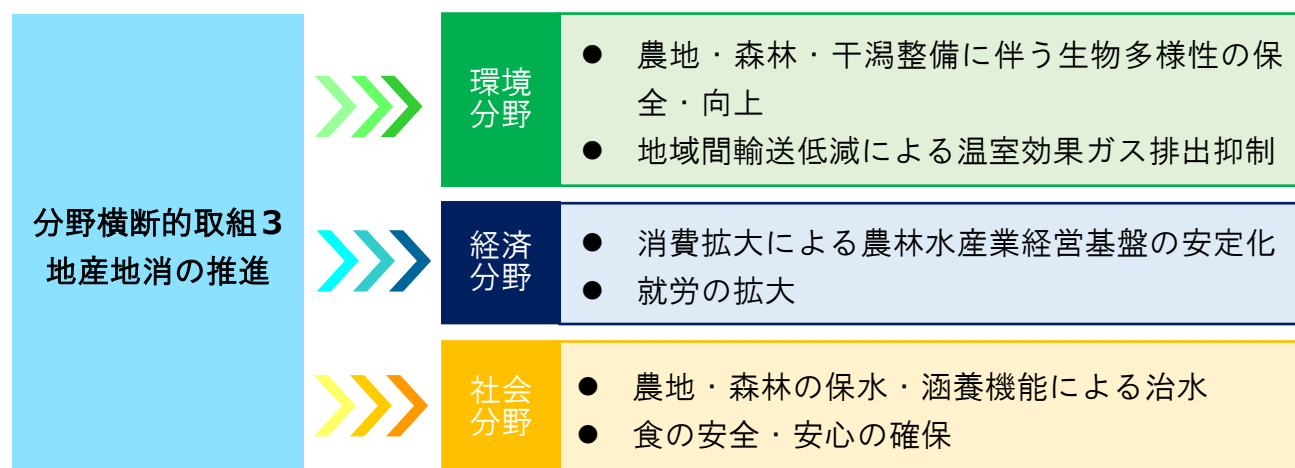 分野横断的取組3
地産地消の推進
環境
分野
● 農地・森林・干潟整備に伴う生物多様性の保
全・向上
● 地域間輸送低減による温室効果ガス排出抑制
経済
分野
● 消費拡大による農林水産業経営基盤の安定化
● 就労の拡大
社会
分野
● 農地・森林の保水・涵養機能による治水
● 食の安全・安心の確保